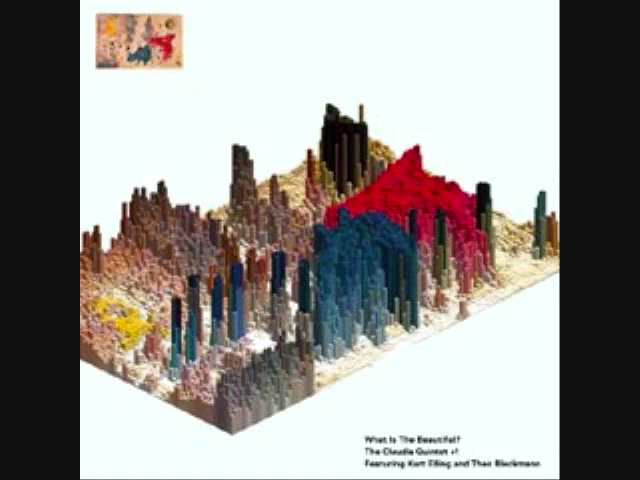 What Is The Beautiful?
The Claudia Quintet +1
Featuring Kurt Elling and Theo Bleckmann